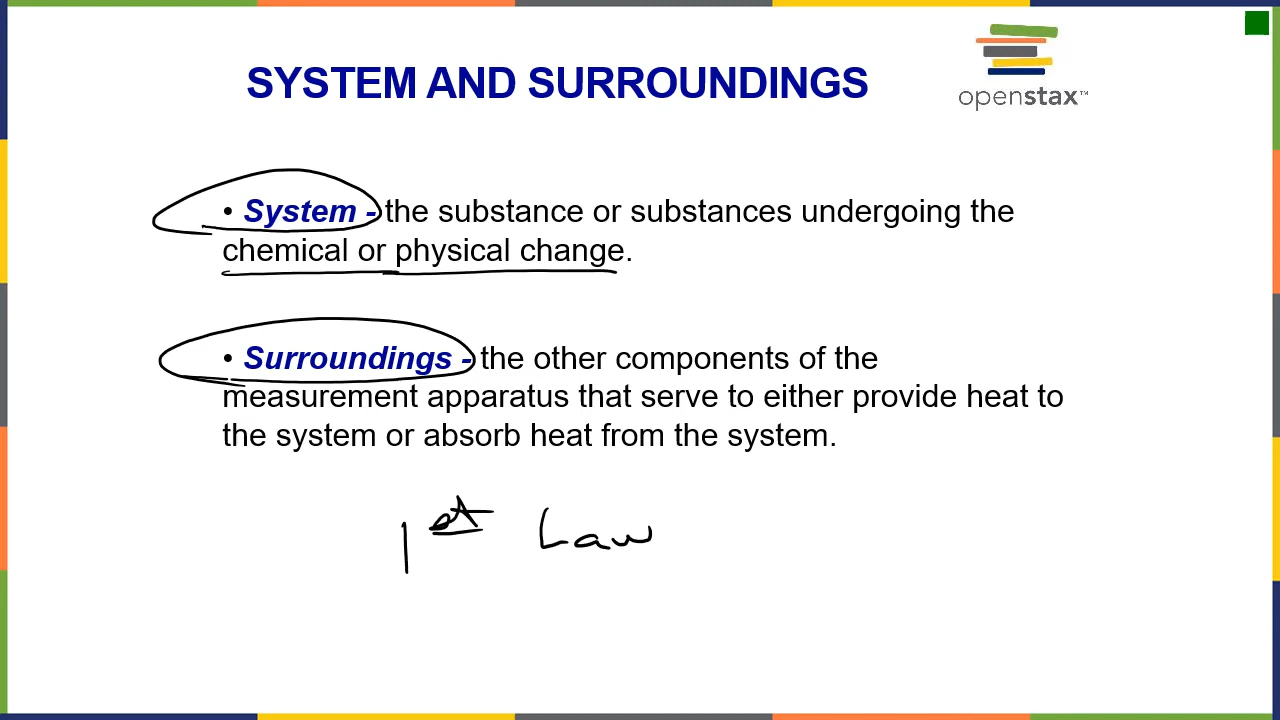 SYSTEM AND SURROUNDINGS
openstax™
• System - the substance or substances undergoing the
chemical or physical change.
• Surroundings - the other components of the
measurement apparatus that serve to either provide heat to
the system or absorb heat from the system.
1st Law